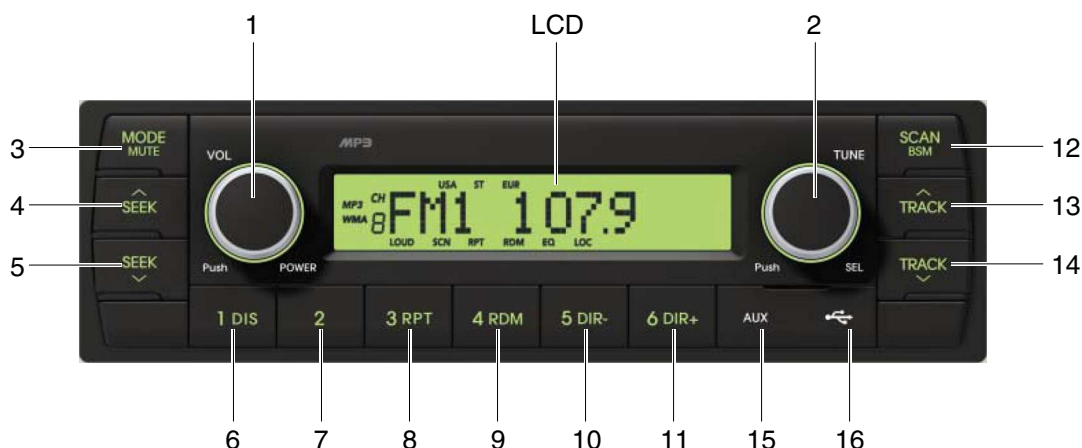 1 LCD 2
3 MODE MUTE VOL MP3 TUNE SCAN BSM 12
4 SEEK USA ST EUR TRACK 13
MP3 CH FM1 107.9
WMA 8
LOUD SCN RPT RDM EQ LOC
5 SEEK Push POWER Push SEL TRACK 14
1 DIS 2 3 RPT 4 RDM 5 DIR- 6 DIR+ AUX
6 7 8 9 10 11 15 16